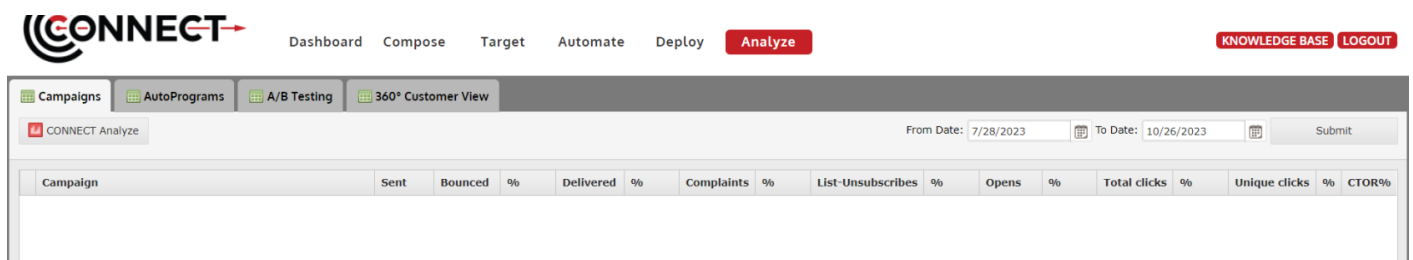 CONNECT
Dashboard Compose Target Automate Deploy Analyze KNOWLEDGE BASE LOGOUT
Campaigns AutoPrograms A/B Testing 360° Customer View
CONNECT Analyze From Date: 7/28/2023 To Date: 10/26/2023 Submit
Campaign Sent Bounced % Delivered % Complaints % List-Unsubscribes % Opens % Total clicks % Unique clicks % CTOR%